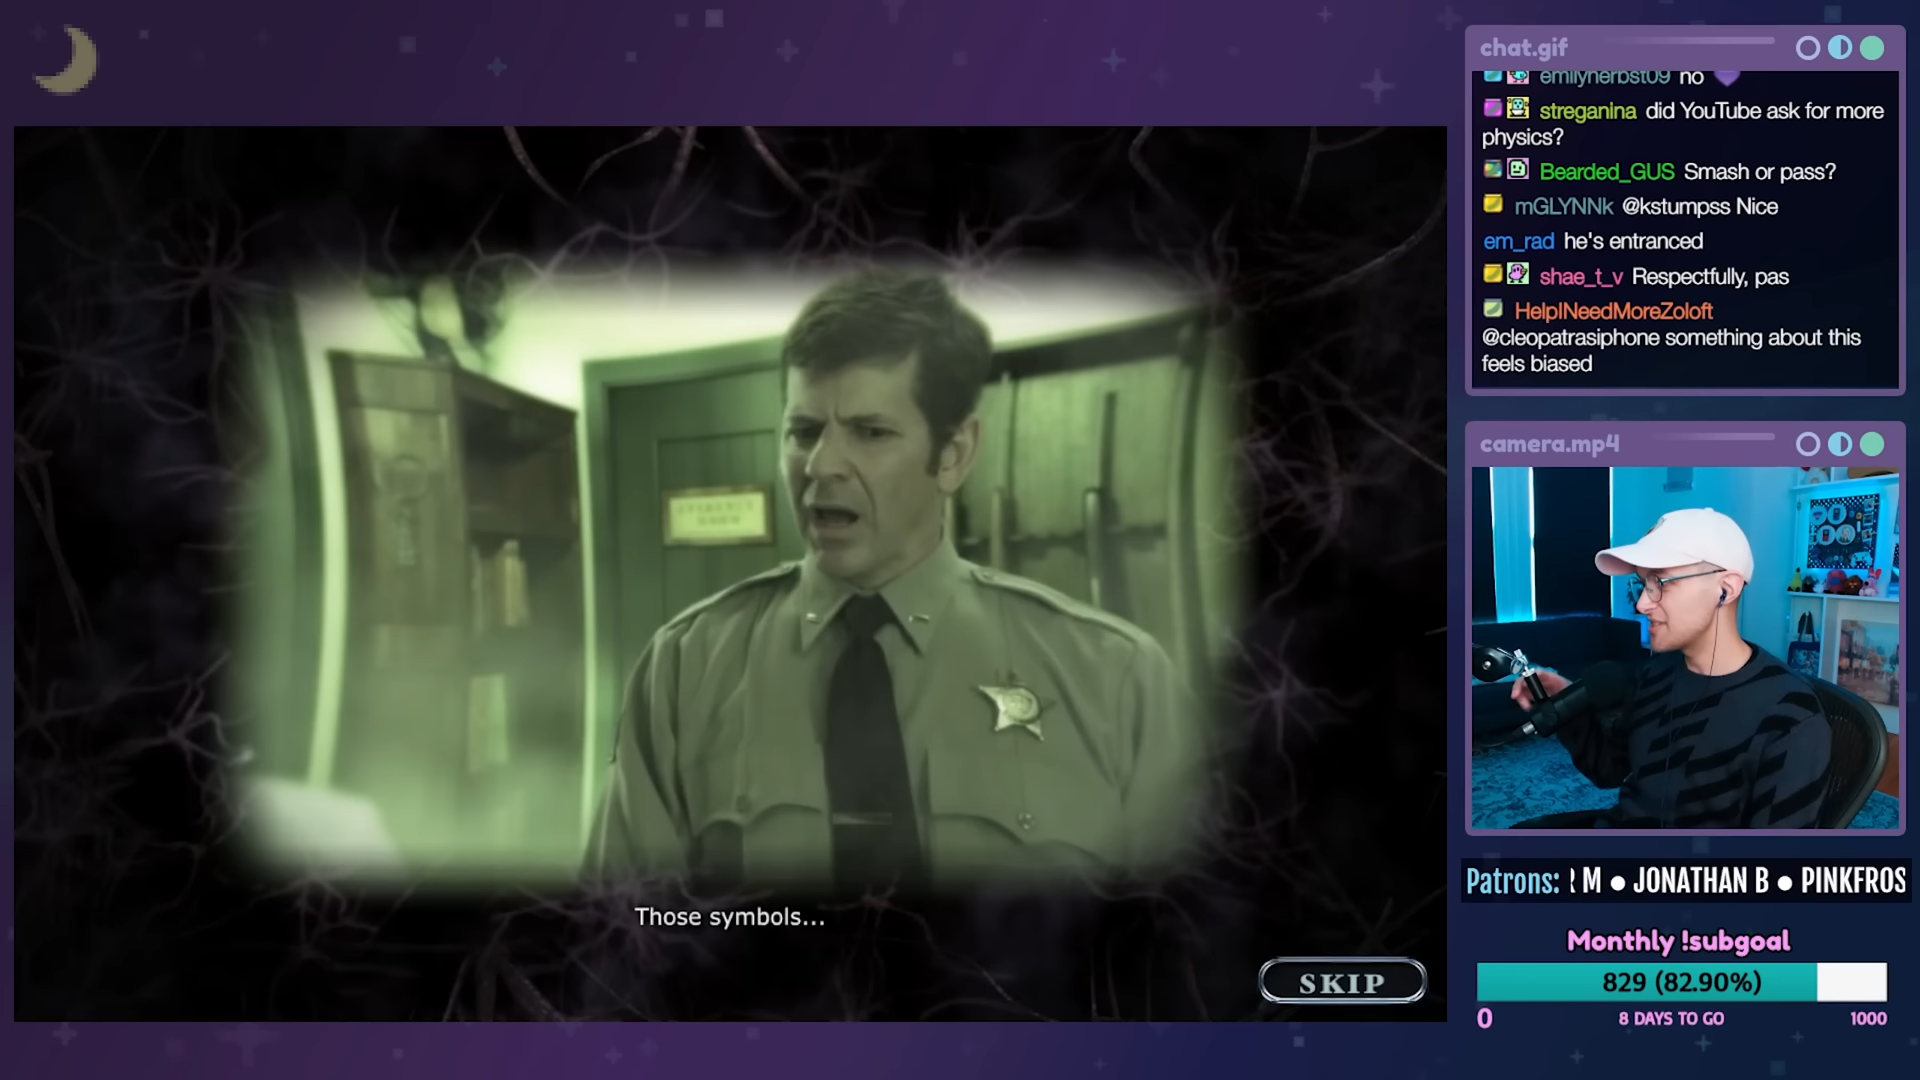 chat.gif
emilyherbst09 no
streganina did YouTube ask for more
physics?
Bearded_GUS Smash or pass?
mGLYNNk @kstumpss Nice
em_rad he's entranced
shae_t_v Respectfully, pas
HelpINeedMoreZoloft
@cleopatrasiphone something about this
feels biased
camera.mp4
Those symbols...
SKIP
Patrons: R M ● JONATHAN B ● PINKFROS
Monthly !subgoal
829 (82.90%)
0 8 DAYS TO GO 1000